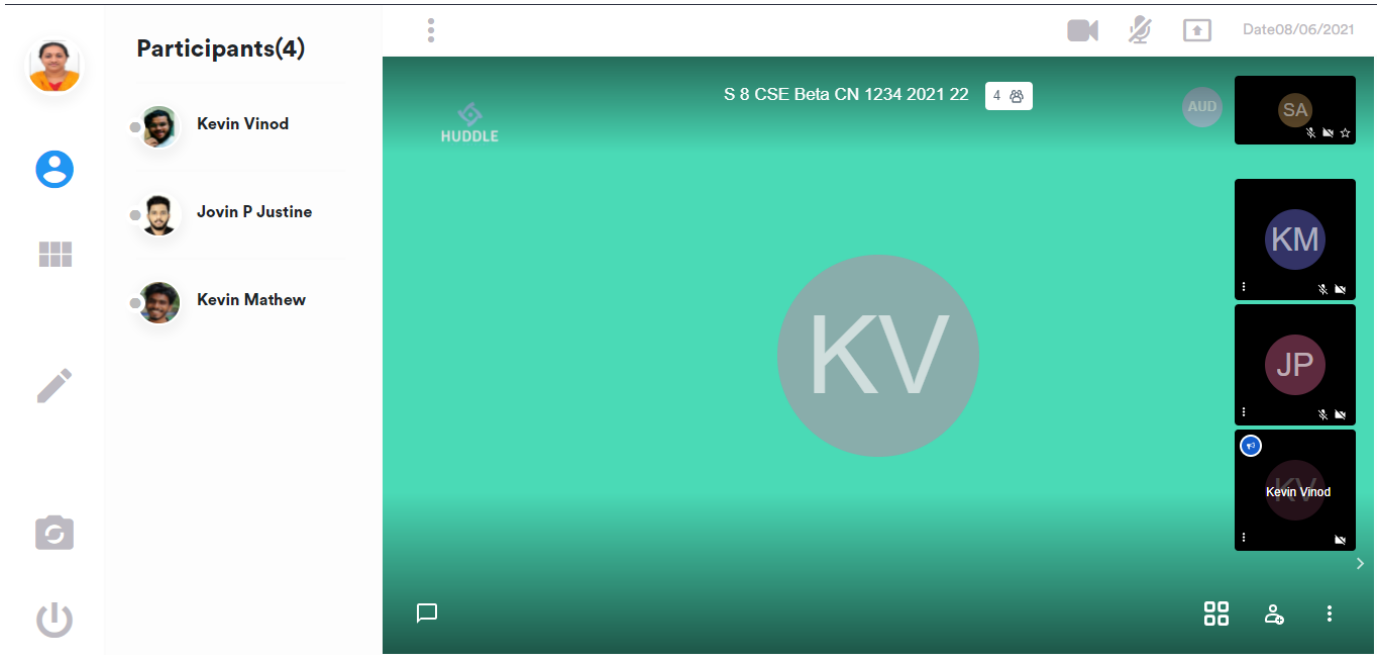 Participants(4)
Kevin Vinod
Jovin P Justine
Kevin Mathew
Date08/06/2021
S 8 CSE Beta CN 1234 2021 22
4
HUDDLE
AUD
SA
KV
KM
JP
KV
Kevin Vinod